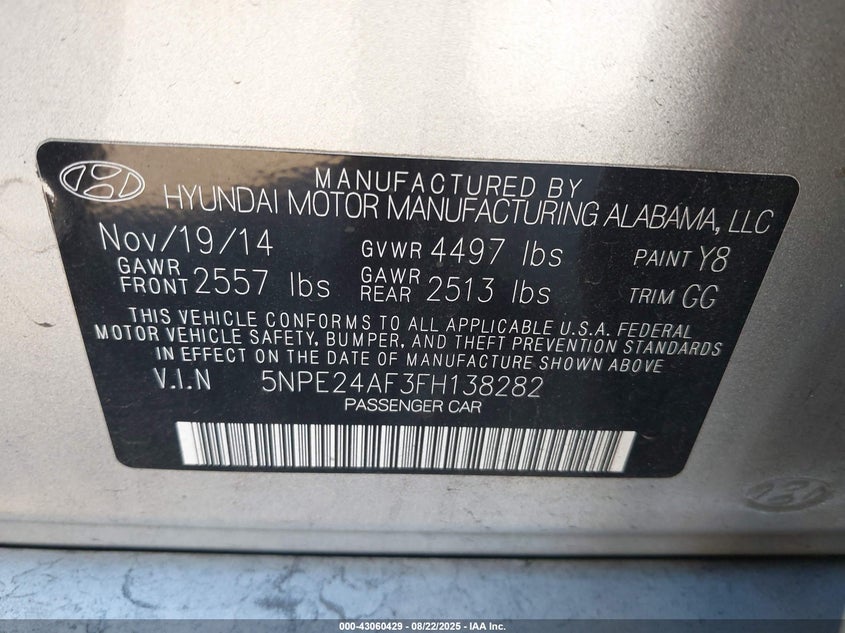 MANUFACTURED BY
HYUNDAI MOTOR MANUFACTURING ALABAMA, LLC
Nov/19/14 GVWR 4497 lbs PAINT Y8
GAWR FRONT 2557 lbs GAWR REAR 2513 lbs TRIM GG
THIS VEHICLE CONFORMS TO ALL APPLICABLE U.S.A. FEDERAL
MOTOR VEHICLE SAFETY, BUMPER, AND THEFT PREVENTION STANDARDS
IN EFFECT ON THE DATE OF MANUFACTURE SHOWN ABOVE
V.I.N 5NPE24AF3FH138282
PASSENGER CAR
000-43060429 - 08/22/2025 - IAA Inc.